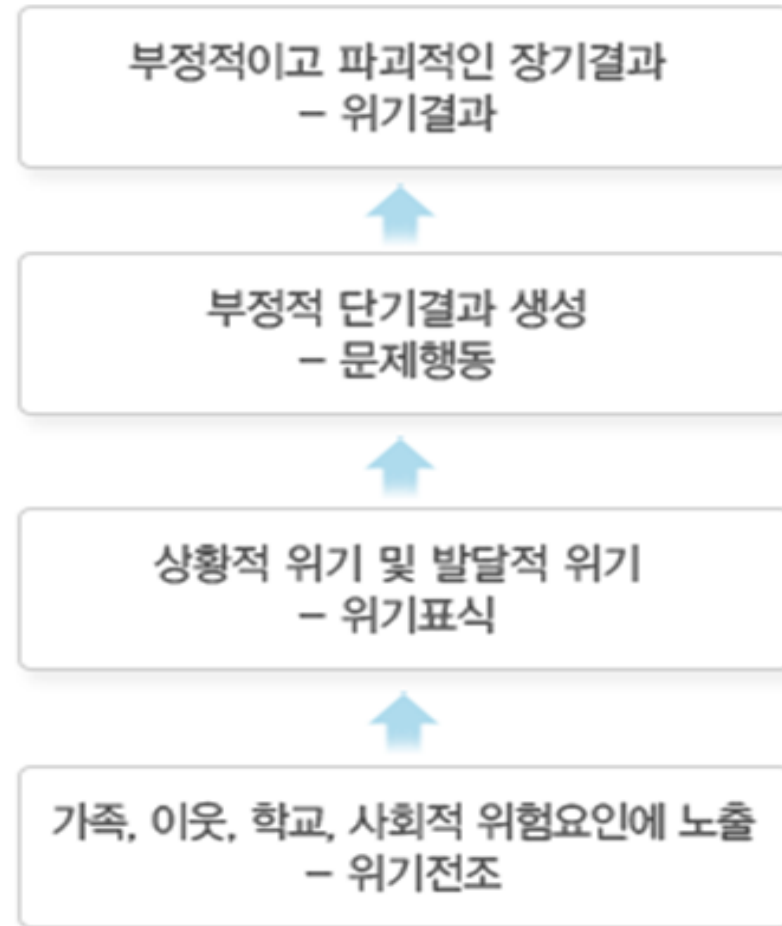 부정적이고 파괴적인 장기결과
– 위기결과
부정적 단기결과 생성
– 문제행동
상황적 위기 및 발달적 위기
– 위기표식
가족, 이웃, 학교, 사회적 위험요인에 노출
– 위기전조